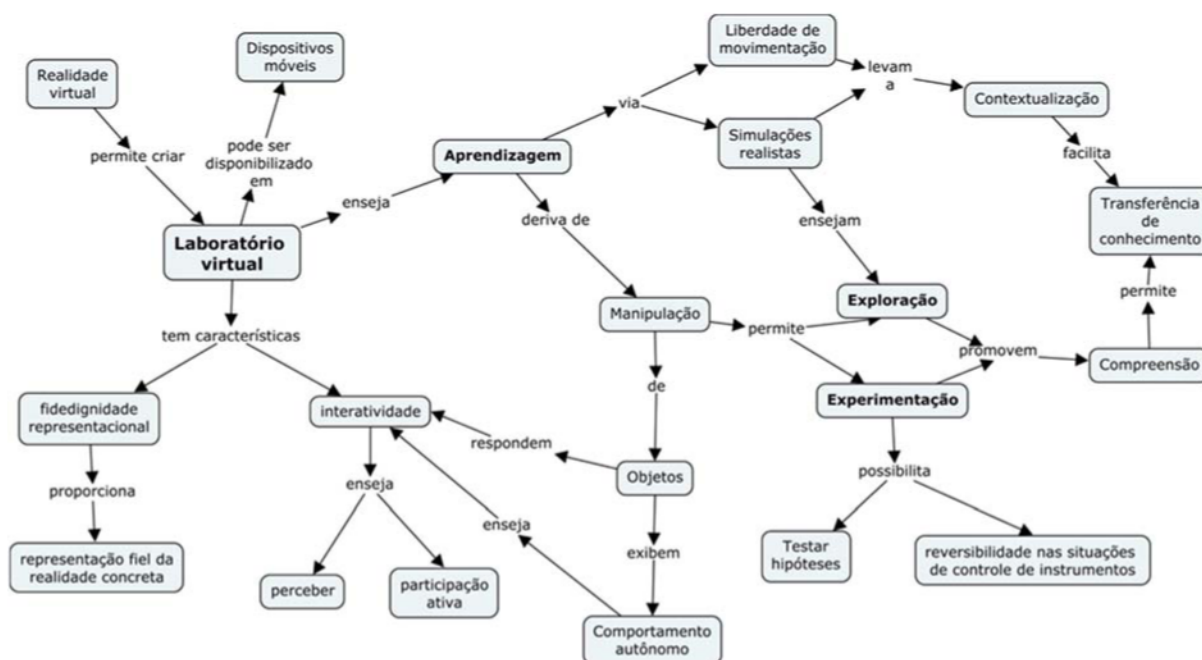 Realidade
virtual
permite criar
Dispositivos
móveis
pode ser
disponibilizado
em
Laboratório
virtual
enseja
Aprendizagem
via
Liberdade de
movimentação
Simulações
realistas
levam
a
Contextualização
facilita
Transferência
de
conhecimento
permite
Compreensão
ensejam
Exploração
promovem
deriva de
Manipulação
permite
Experimentação
possibilita
Testar
hipóteses
reversibilidade nas situações
de controle de instrumentos
de
Objetos
respondem
exibem
Comportamento
autônomo
enseja
tem características
fidedignidade
representacional
proporciona
representação fiel da
realidade concreta
interatividade
enseja
perceber
participação
ativa